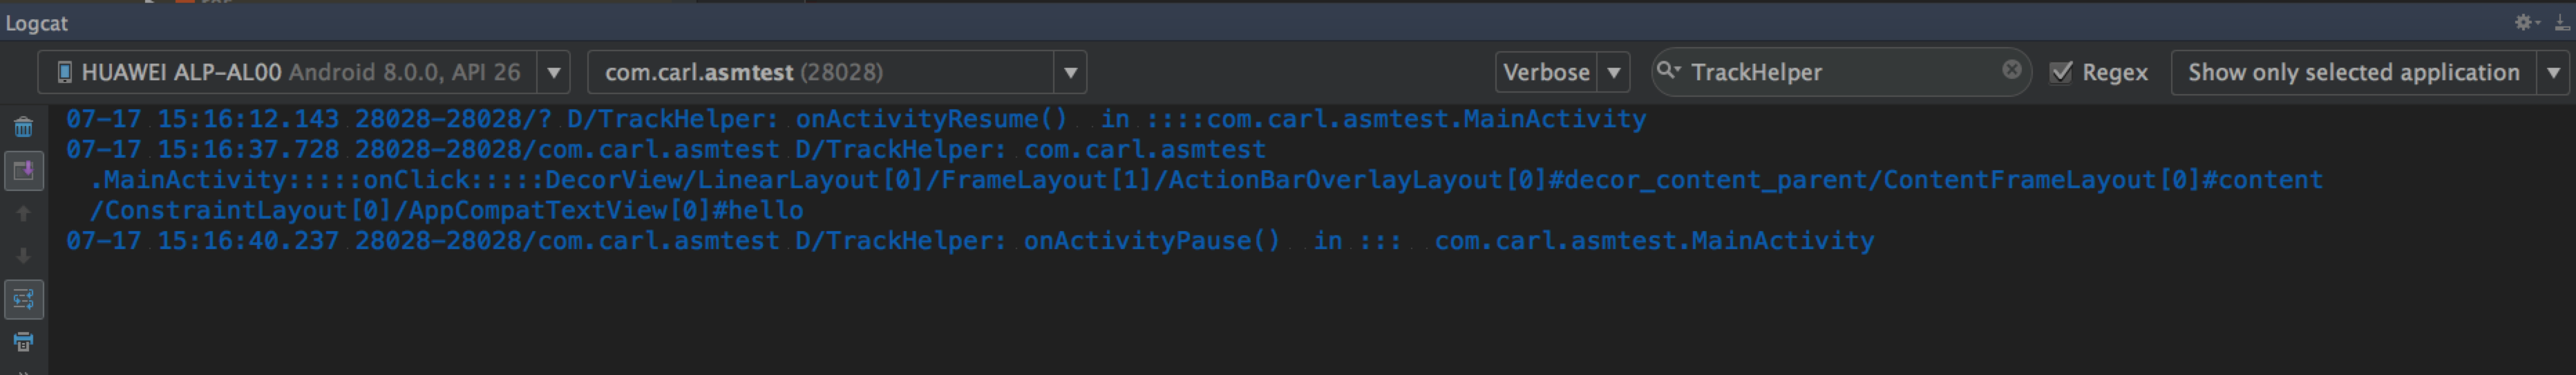 Logcat
HUAWEI ALP-AL00 Android 8.0.0, API 26 com.carl.asmtest (28028) Verbose TrackHelper Regex Show only selected application
07-17 15:16:12.143 28028-28028/? D/TrackHelper: onActivityResume() in ::::com.carl.asmtest.MainActivity
07-17 15:16:37.728 28028-28028/com.carl.asmtest D/TrackHelper: com.carl.asmtest
.MainActivity:::::onClick:::::DecorView/LinearLayout[0]/FrameLayout[1]/ActionBarOverlayLayout[0]#decor_content_parent/ContentFrameLayout[0]#content
/ConstraintLayout[0]/AppCompatTextView[0]#hello
07-17 15:16:40.237 28028-28028/com.carl.asmtest D/TrackHelper: onActivityPause() in ::: com.carl.asmtest.MainActivity